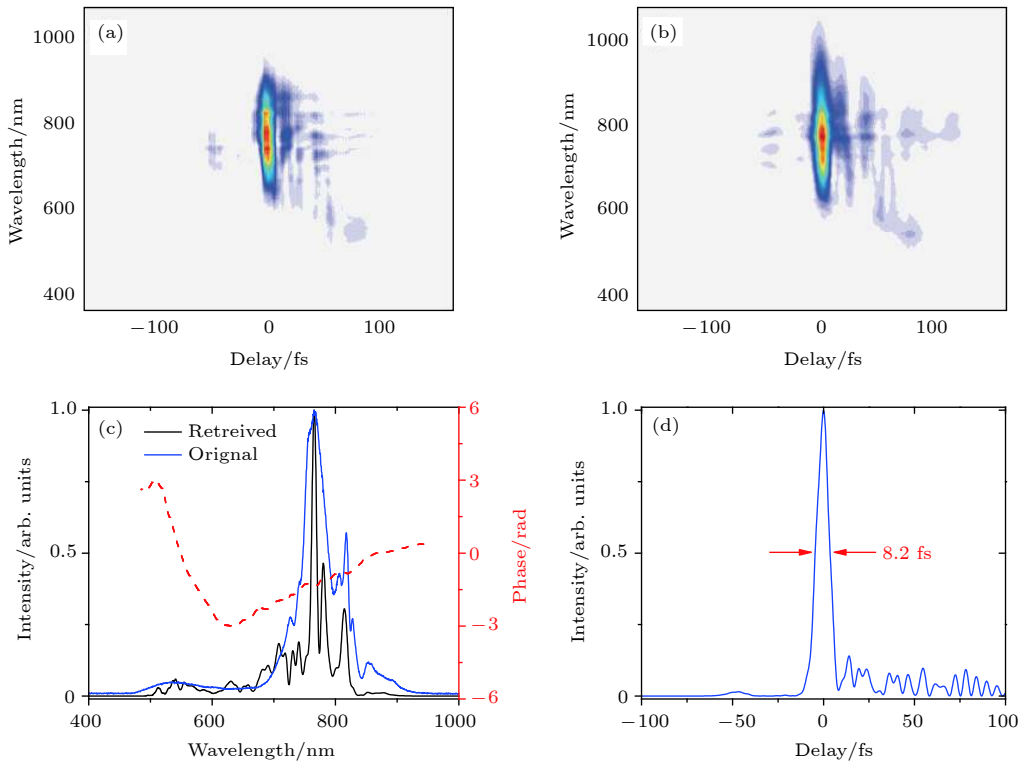 (a)
Wavelength/nm
1000
800
600
400
−100
0
100
Delay/fs
(b)
Wavelength/nm
1000
800
600
400
−100
0
100
Delay/fs
(c)
Retreived
Orignal
Intensity/arb. units
1.0
0.5
0
400
600
800
1000
Wavelength/nm
6
3
0
−3
−6
Phase/rad
(d)
Intensity/arb. units
1.0
0.5
0
8.2 fs
−100
−50
0
50
100
Delay/fs